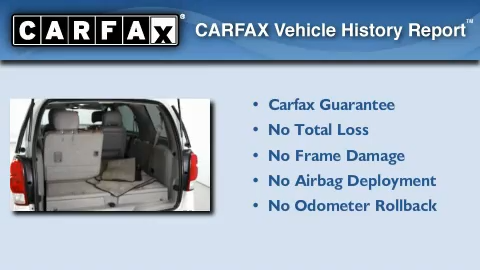 CARFAX® CARFAX Vehicle History Report™
• Carfax Guarantee
• No Total Loss
• No Frame Damage
• No Airbag Deployment
• No Odometer Rollback